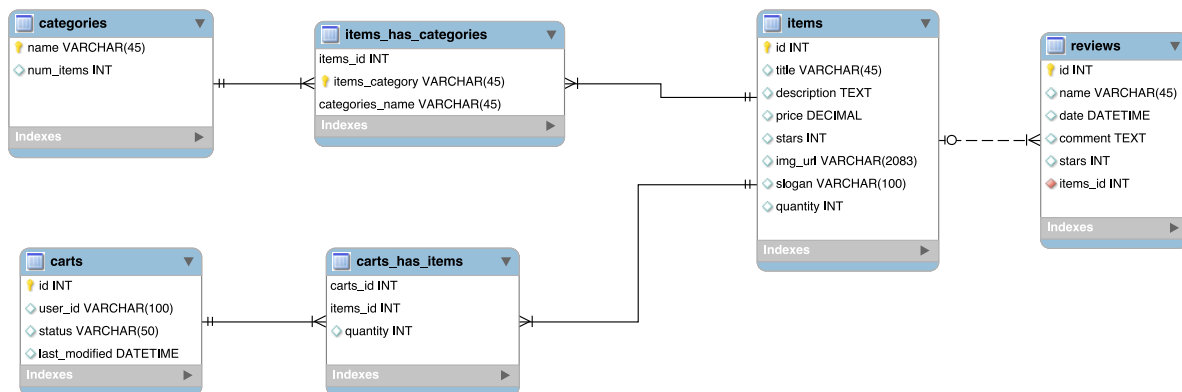 categories
name VARCHAR(45)
num_items INT
Indexes
items_has_categories
items_id INT
items_category VARCHAR(45)
categories_name VARCHAR(45)
Indexes
items
id INT
title VARCHAR(45)
description TEXT
price DECIMAL
stars INT
img_url VARCHAR(2083)
slogan VARCHAR(100)
quantity INT
Indexes
reviews
id INT
name VARCHAR(45)
date DATETIME
comment TEXT
stars INT
items_id INT
Indexes
carts
id INT
user_id VARCHAR(100)
status VARCHAR(50)
last_modified DATETIME
Indexes
carts_has_items
carts_id INT
items_id INT
quantity INT
Indexes